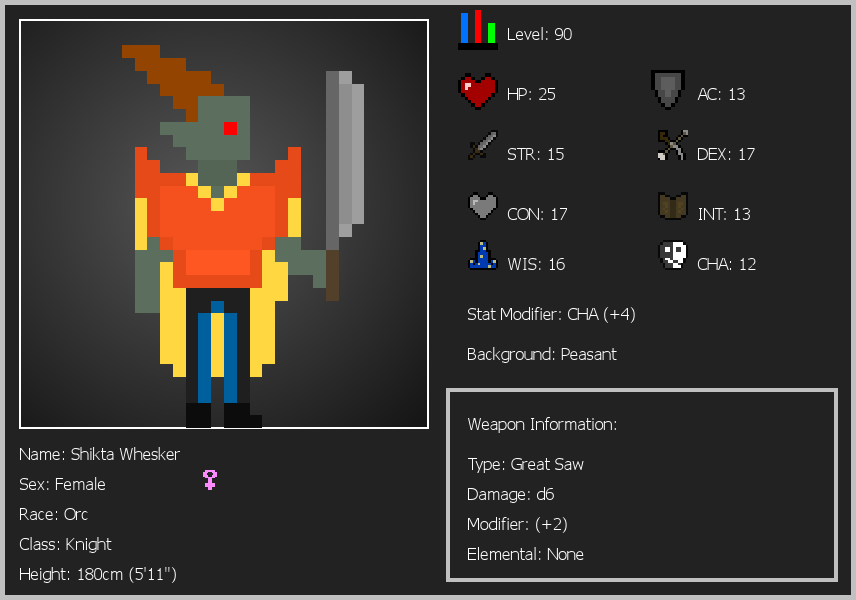 Level: 90
HP: 25
AC: 13
STR: 15
DEX: 17
CON: 17
INT: 13
WIS: 16
CHA: 12
Stat Modifier: CHA (+4)
Background: Peasant
Weapon Information:
Type: Great Saw
Damage: d6
Modifier: (+2)
Elemental: None
Name: Shikta Whesker
Sex: Female
Race: Orc
Class: Knight
Height: 180cm (5'11")